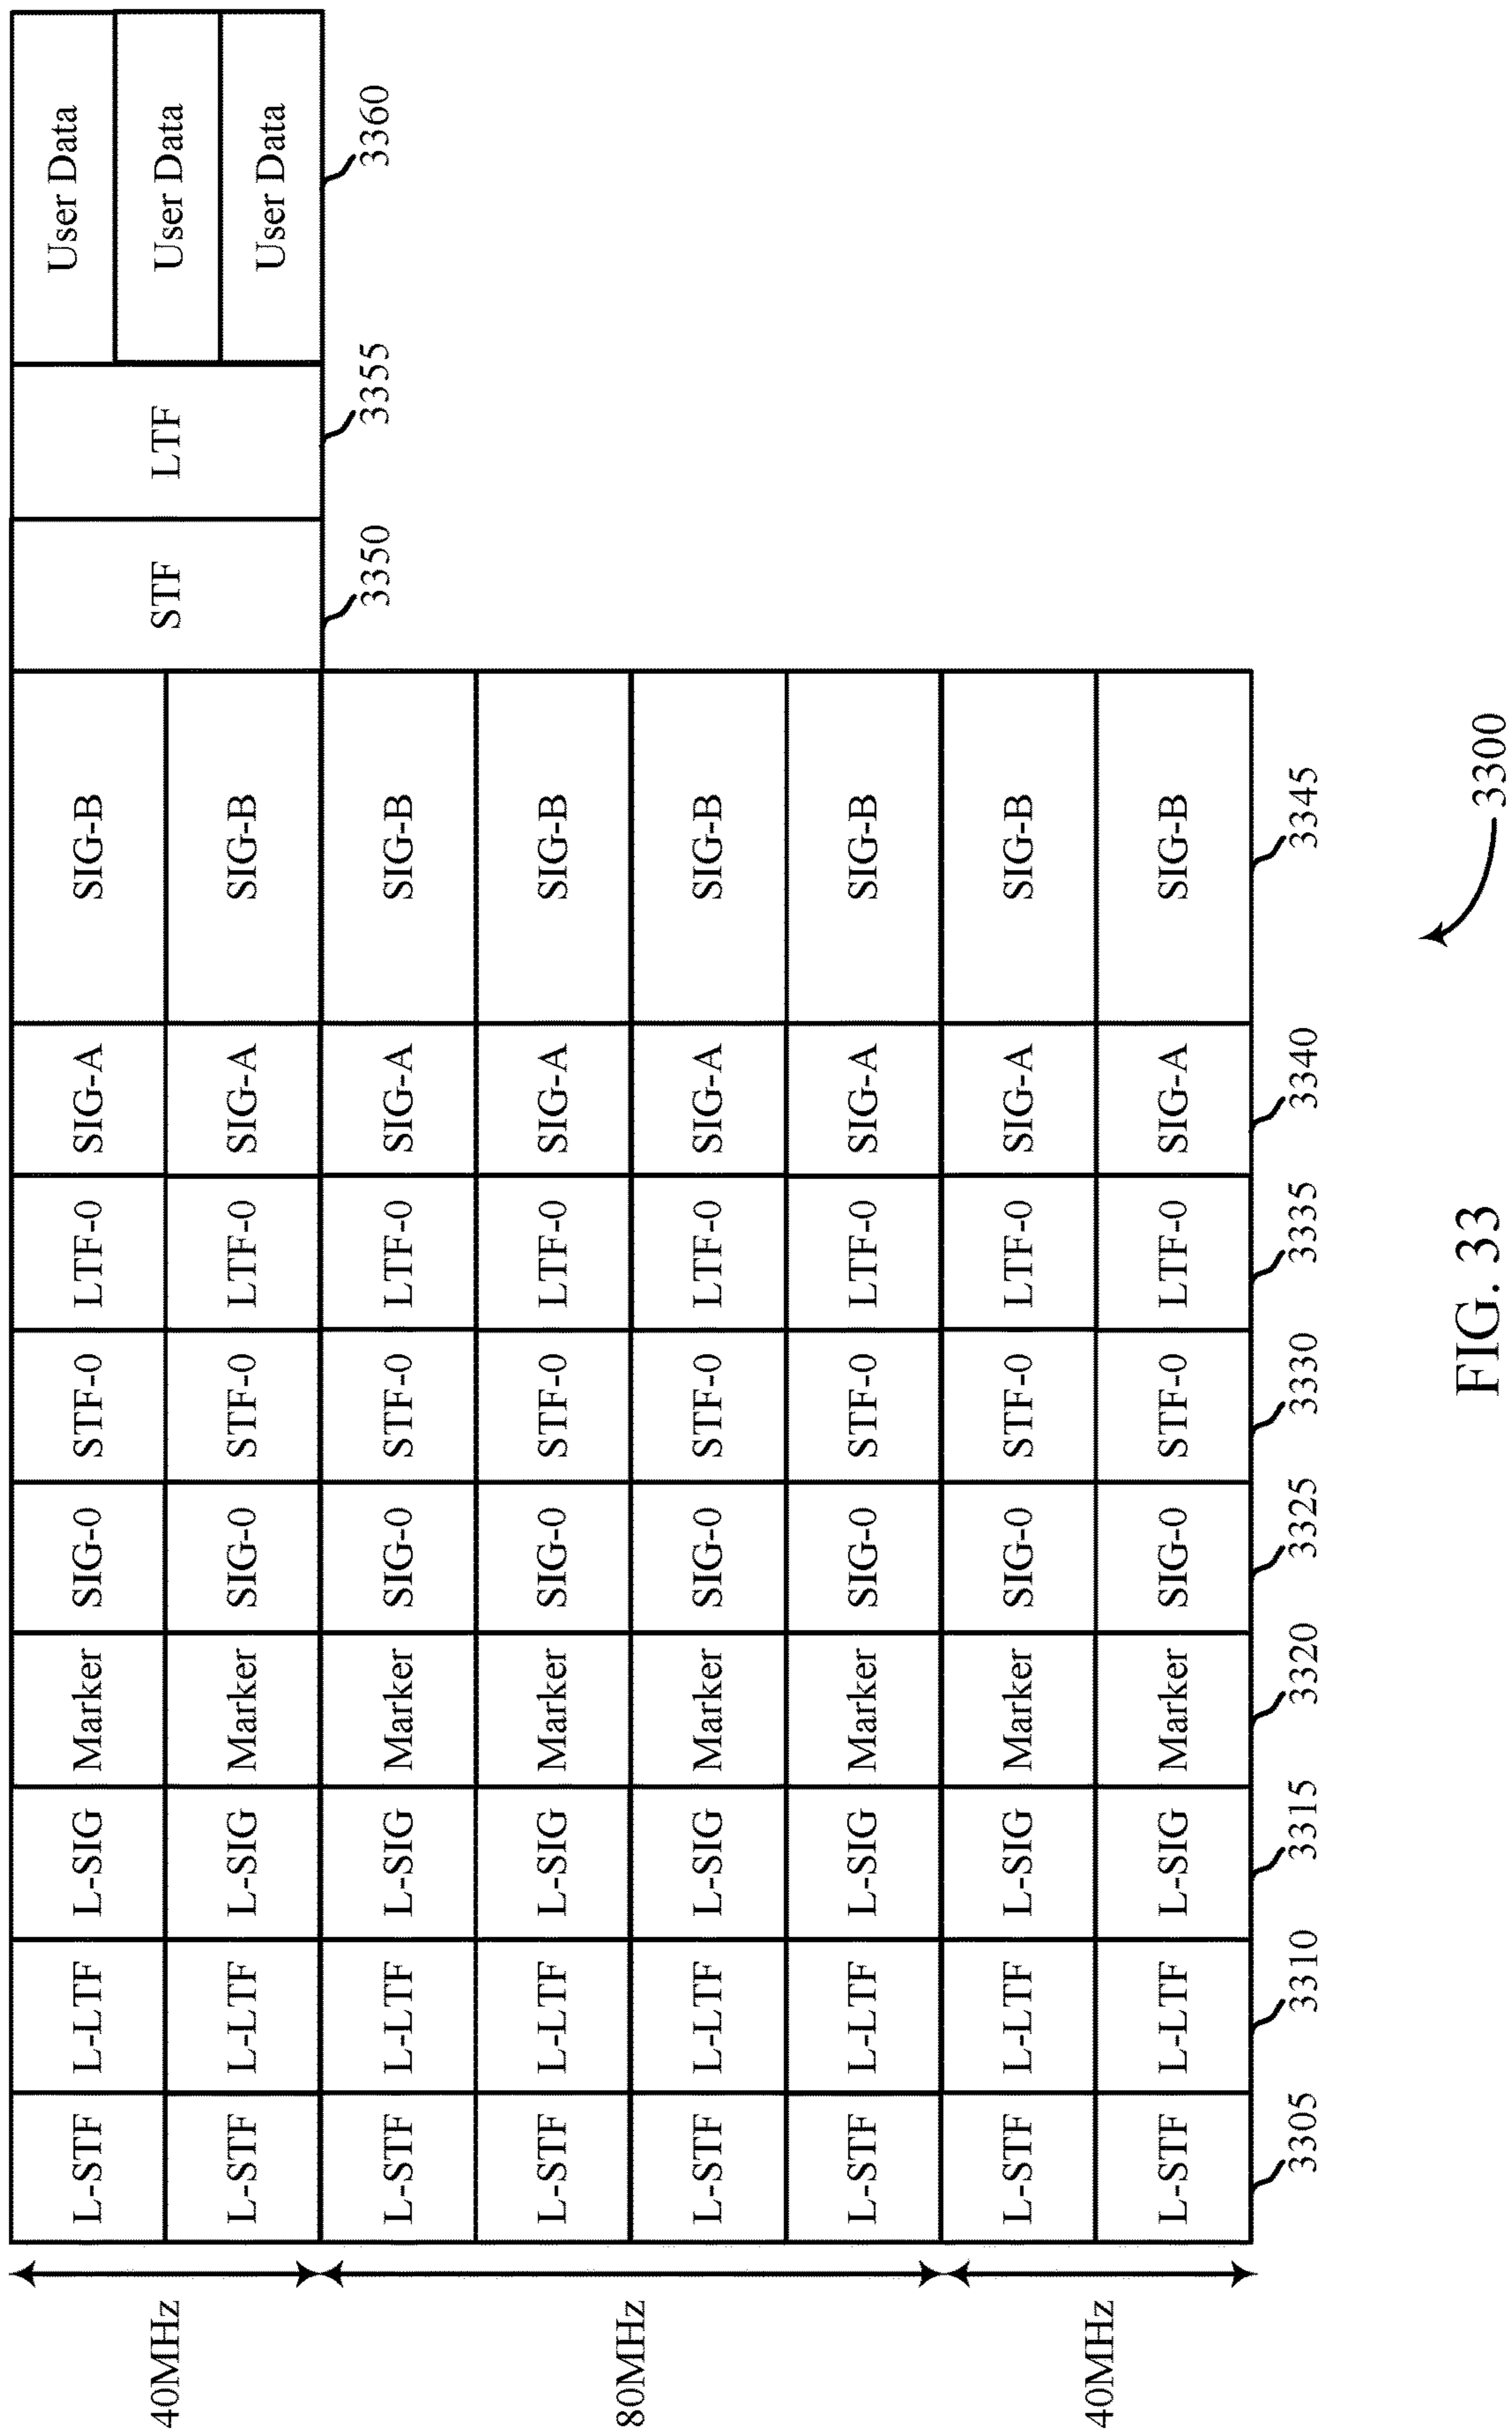 40MHz
L-STF L-LTF L-SIG Marker SIG-0 STF-0 LTF-0 SIG-A SIG-B STF LTF User Data
User Data
User Data
L-STF L-LTF L-SIG Marker SIG-0 STF-0 LTF-0 SIG-A SIG-B
3350 3355 3360
80MHz
L-STF L-LTF L-SIG Marker SIG-0 STF-0 LTF-0 SIG-A SIG-B
L-STF L-LTF L-SIG Marker SIG-0 STF-0 LTF-0 SIG-A SIG-B
L-STF L-LTF L-SIG Marker SIG-0 STF-0 LTF-0 SIG-A SIG-B
L-STF L-LTF L-SIG Marker SIG-0 STF-0 LTF-0 SIG-A SIG-B
40MHz
L-STF L-LTF L-SIG Marker SIG-0 STF-0 LTF-0 SIG-A SIG-B
L-STF L-LTF L-SIG Marker SIG-0 STF-0 LTF-0 SIG-A SIG-B
3305 3310 3315 3320 3325 3330 3335 3340 3345
3300
FIG. 33